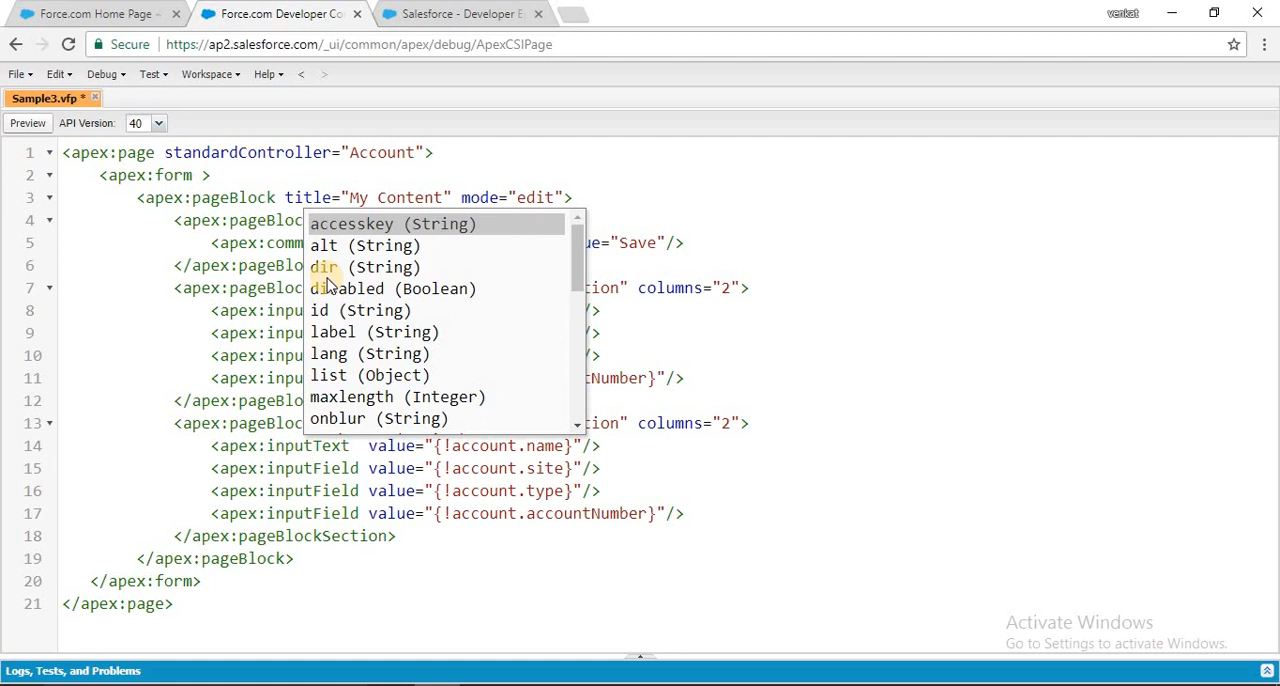 Force.com Home Page -
Force.com Developer Co
Salesforce - Developer E
venkat
Secure
https://ap2.salesforce.com/_ui/common/apex/debug/ApexCSIPage
File Edit Debug Test Workspace Help < >
Sample3.vfp *
Preview API Version: 40
1 <apex:page standardController="Account">
2 <apex:form >
3 <apex:pageBlock title="My Content" mode="edit">
4 <apex:pageBloc
5 <apex:comm ue="Save"/>
6 </apex:pageBlo
7 <apex:pageBloc tion" columns="2">
8 <apex:inpu />
9 <apex:inpu />
10 <apex:inpu />
11 <apex:inpu tNumber}"/>
12 </apex:pageBlo
13 <apex:pageBloc tion" columns="2">
14 <apex:inputText value="{!account.name}"/>
15 <apex:inputField value="{!account.site}"/>
16 <apex:inputField value="{!account.type}"/>
17 <apex:inputField value="{!account.accountNumber}"/>
18 </apex:pageBlockSection>
19 </apex:pageBlock>
20 </apex:form>
21 </apex:page>
accesskey (String)
alt (String)
dir (String)
disabled (Boolean)
id (String)
label (String)
lang (String)
list (Object)
maxlength (Integer)
onblur (String)
Activate Windows
Go to Settings to activate Windows.
Logs, Tests, and Problems